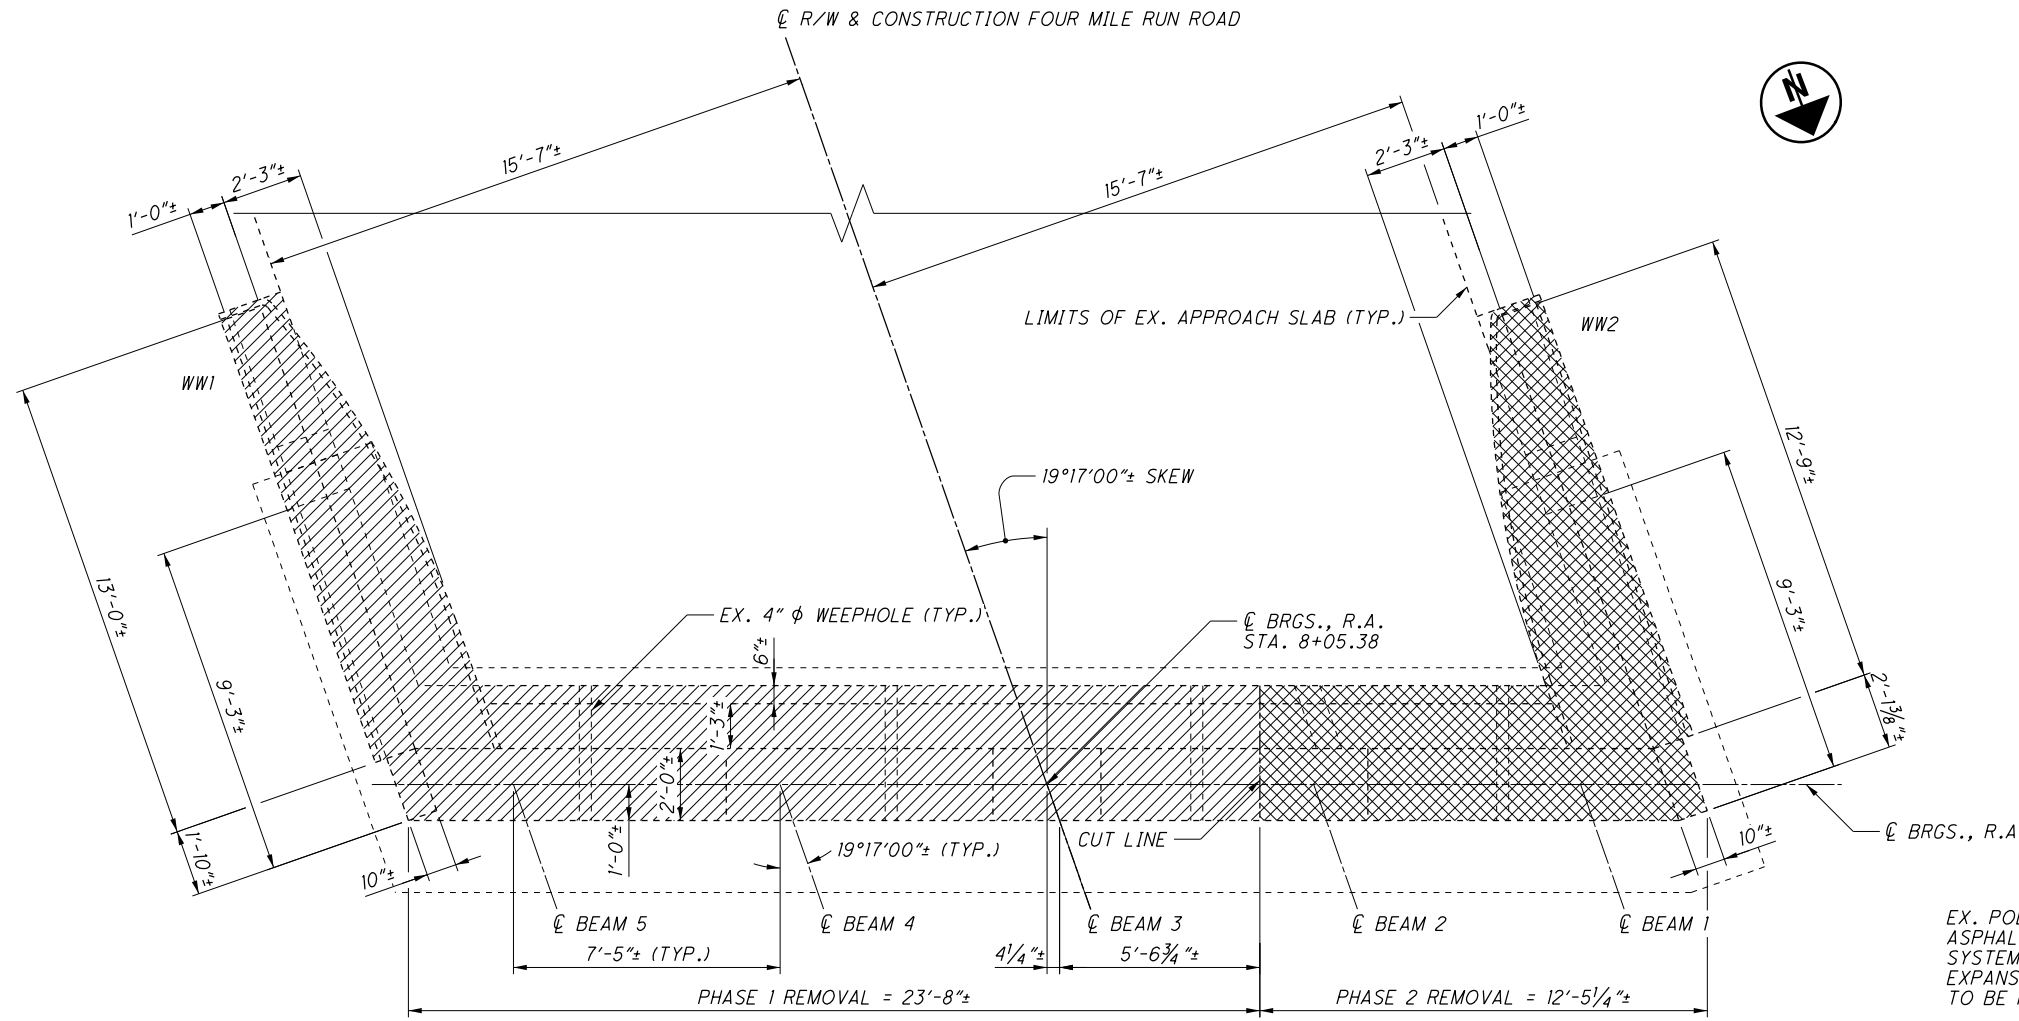 ℄ R/W & CONSTRUCTION FOUR MILE RUN ROAD
N
15'-7"±
15'-7"±
1'-0"±
2'-3"±
2'-3"±
1'-0"±
LIMITS OF EX. APPROACH SLAB (TYP.)
WW2
WW1
12'-9"±
19°17'00"± SKEW
13'-0"±
9'-3"±
9'-3"±
EX. 4" ϕ WEEPHOLE (TYP.)
℄ BRGS., R.A.
STA. 8+05.38
6"±
1'-3"±
2'-0"±
1'-0"±
2'-1⅜"±
1'-10"±
10"±
10"±
CUT LINE
19°17'00"± (TYP.)
℄ BRGS., R.A
℄ BEAM 5
℄ BEAM 4
℄ BEAM 3
℄ BEAM 2
℄ BEAM 1
7'-5"± (TYP.)
4¼"±
5'-6¾"±
PHASE 1 REMOVAL = 23'-8"±
PHASE 2 REMOVAL = 12'-5¼"±
EX.
SYSTEM
TO BE